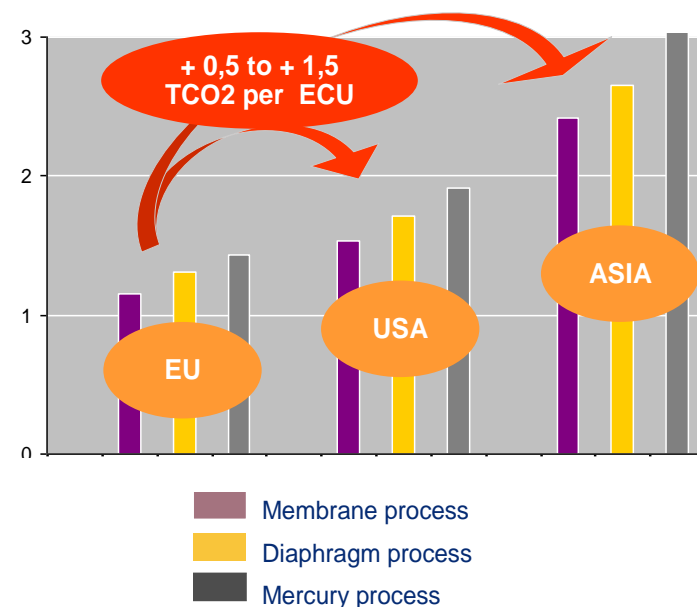 3
+ 0,5 to + 1,5
TCO2 per ECU
2
ASIA
USA
1
EU
0
Membrane process
Diaphragm process
Mercury process